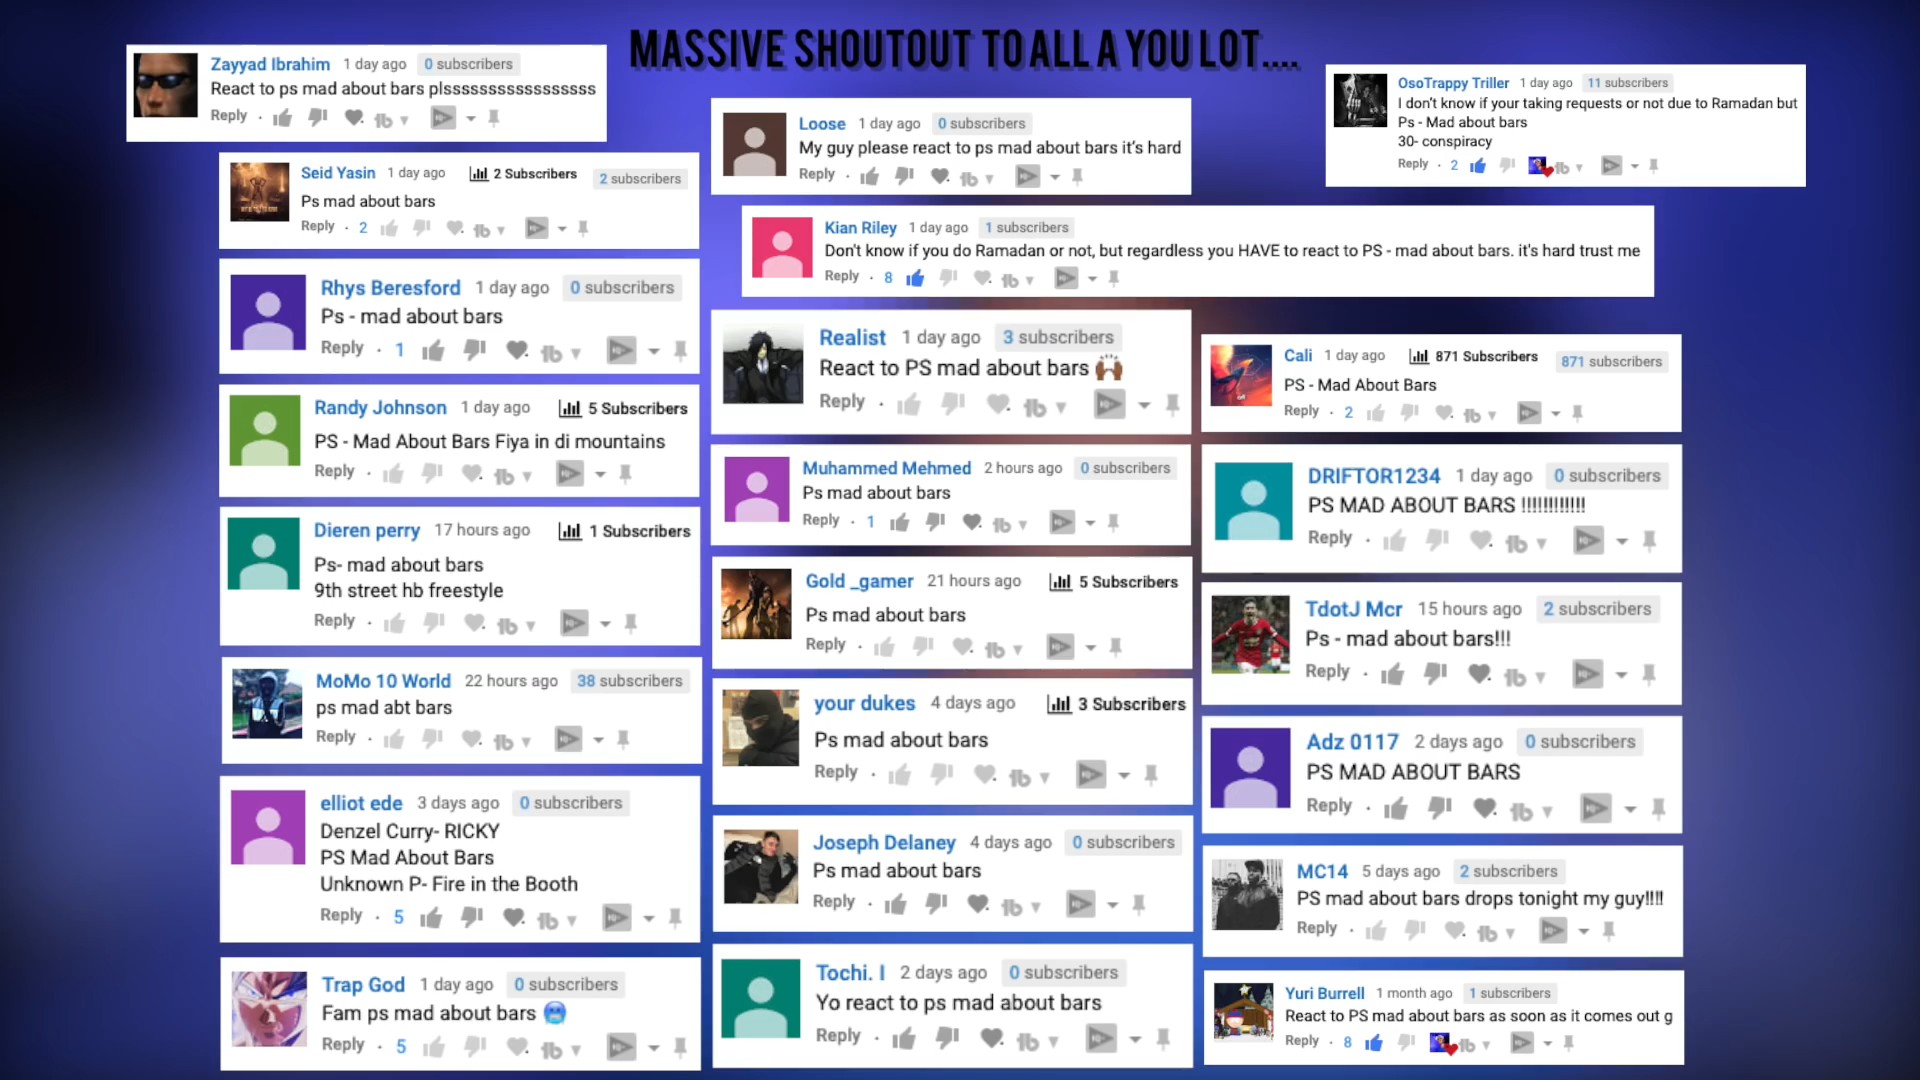 MASSIVE SHOUTOUT TO ALL A YOU LOT....
Zayyad Ibrahim 1 day ago 0 subscribers
React to ps mad about bars plsssssssssssssssss
Reply
Seid Yasin 1 day ago 2 Subscribers 2 subscribers
Ps mad about bars
Reply · 2
Rhys Beresford 1 day ago 0 subscribers
Ps - mad about bars
Reply · 1
Randy Johnson 1 day ago 5 Subscribers
PS - Mad About Bars Fiya in di mountains
Reply
Dieren perry 17 hours ago 1 Subscribers
Ps- mad about bars
9th street hb freestyle
Reply
MoMo 10 World 22 hours ago 38 subscribers
ps mad abt bars
Reply
elliot ede 3 days ago 0 subscribers
Denzel Curry- RICKY
PS Mad About Bars
Unknown P- Fire in the Booth
Reply · 5
Trap God 1 day ago 0 subscribers
Fam ps mad about bars 🥶
Reply · 5
Loose 1 day ago 0 subscribers
My guy please react to ps mad about bars it's hard
Reply
Kian Riley 1 day ago 1 subscribers
Don't know if you do Ramadan or not, but regardless you HAVE to react to PS - mad about bars. it's hard trust me
Reply · 8
Realist 1 day ago 3 subscribers
React to PS mad about bars 🙌🏾
Reply
Muhammed Mehmed 2 hours ago 0 subscribers
Ps mad about bars
Reply · 1
Gold _gamer 21 hours ago 5 Subscribers
Ps mad about bars
Reply
your dukes 4 days ago 3 Subscribers
Ps mad about bars
Reply
Joseph Delaney 4 days ago 0 subscribers
Ps mad about bars
Reply
Tochi. I 2 days ago 0 subscribers
Yo react to ps mad about bars
Reply
OsoTrappy Triller 1 day ago 11 subscribers
I don't know if your taking requests or not due to Ramadan but
Ps - Mad about bars
30- conspiracy
Reply · 2
Cali 1 day ago 871 Subscribers 871 subscribers
PS - Mad About Bars
Reply · 2
DRIFTOR1234 1 day ago 0 subscribers
PS MAD ABOUT BARS !!!!!!!!!!!!
Reply
TdotJ Mcr 15 hours ago 2 subscribers
Ps - mad about bars!!!
Reply
Adz 0117 2 days ago 0 subscribers
PS MAD ABOUT BARS
Reply
MC14 5 days ago 2 subscribers
PS mad about bars drops tonight my guy!!!!
Reply
Yuri Burrell 1 month ago 1 subscribers
React to PS mad about bars as soon as it comes out g
Reply · 8